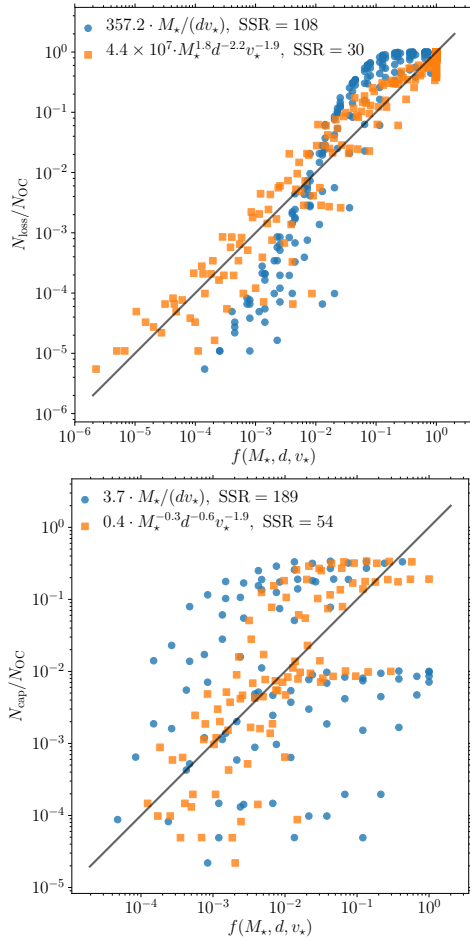 357.2 · M⋆/(dv⋆), SSR = 108
4.4 × 10⁷·M⋆^1.8 d^−2.2 v⋆^−1.9, SSR = 30
10⁰
10⁻¹
10⁻²
10⁻³
10⁻⁴
10⁻⁵
10⁻⁶
N_loss/N_OC
10⁻⁶ 10⁻⁵ 10⁻⁴ 10⁻³ 10⁻² 10⁻¹ 10⁰
f(M⋆, d, v⋆)
3.7 · M⋆/(dv⋆), SSR = 189
0.4 · M⋆^−0.3 d^−0.6 v⋆^−1.9, SSR = 54
10⁰
10⁻¹
10⁻²
10⁻³
10⁻⁴
10⁻⁵
N_cap/N_OC
10⁻⁴ 10⁻³ 10⁻² 10⁻¹ 10⁰
f(M⋆, d, v⋆)